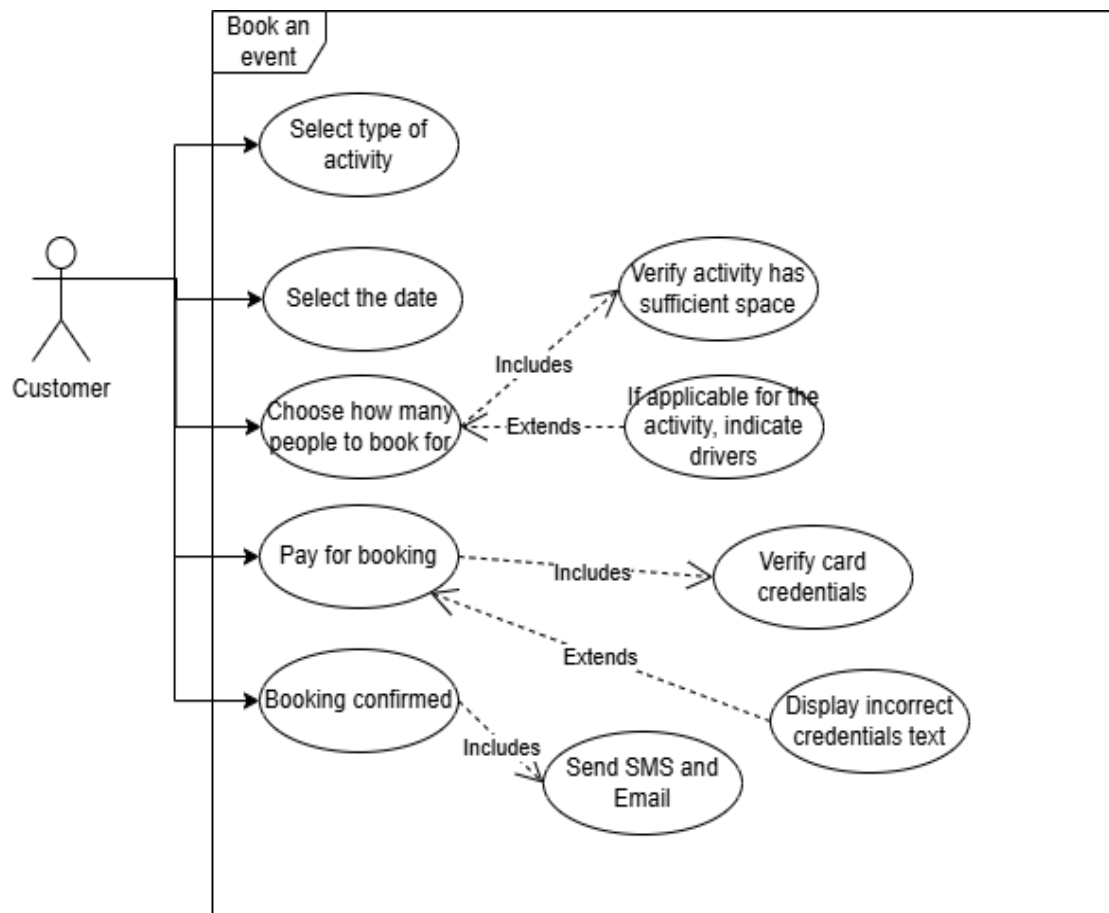 Book an
event
Select type of
activity
Customer
Select the date
Verify activity has
sufficient space
Includes
Choose how many
people to book for
Extends
If applicable for the
activity, indicate
drivers
Pay for booking
Includes
Verify card
credentials
Extends
Booking confirmed
Display incorrect
credentials text
Includes
Send SMS and
Email